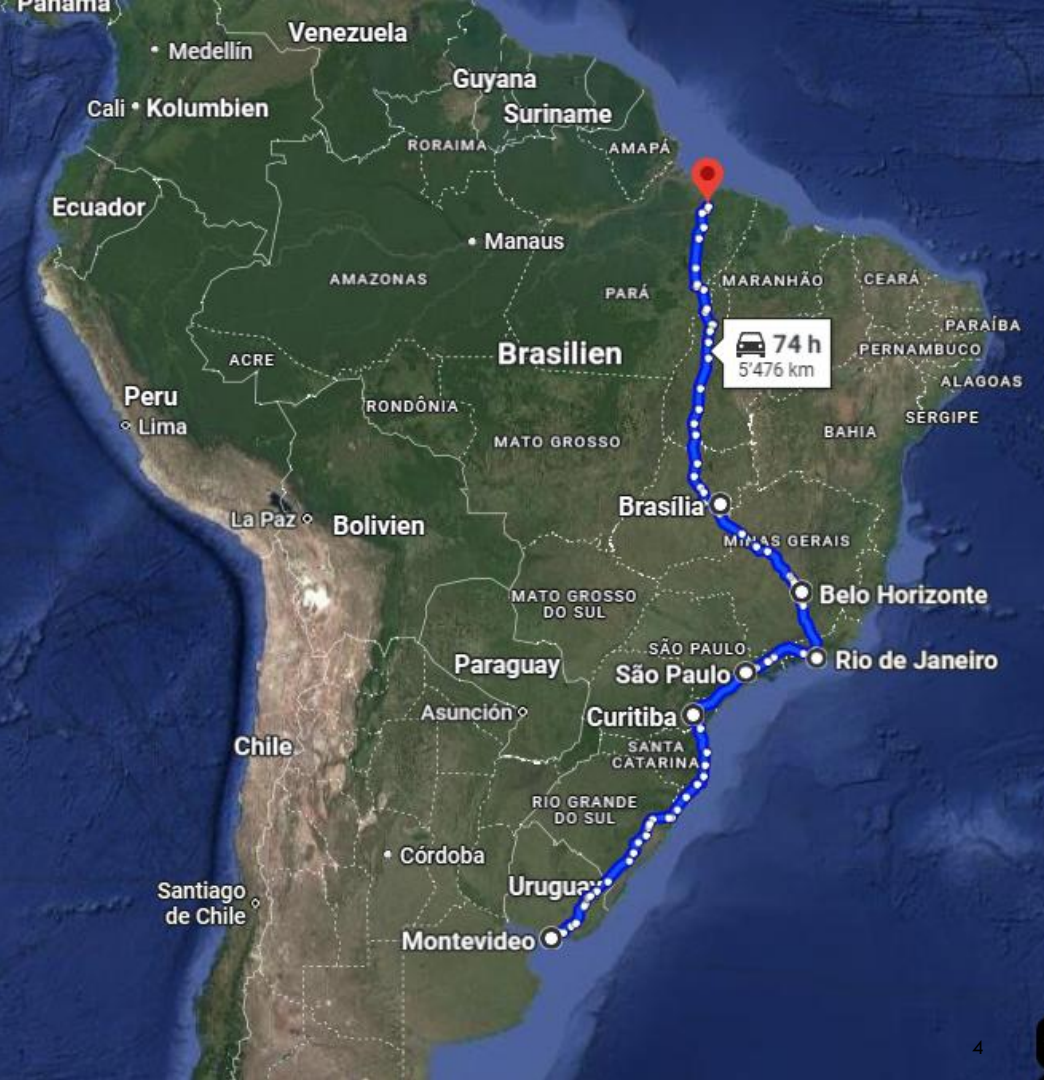 Panama
Venezuela
Medellín
Guyana
Cali
Kolumbien
Suriname
RORAIMA
AMAPÁ
Ecuador
Manaus
AMAZONAS
PARÁ
MARANHÃO
CEARÁ
PARAÍBA
74 h
5'476 km
PERNAMBUCO
Brasilien
ACRE
ALAGOAS
Peru
RONDÔNIA
SERGIPE
Lima
BAHIA
MATO GROSSO
Brasília
La Paz
Bolivien
MINAS GERAIS
MATO GROSSO
DO SUL
Belo Horizonte
SÃO PAULO
Paraguay
São Paulo
Rio de Janeiro
Asunción
Curitiba
Chile
SANTA
CATARINA
RIO GRANDE
DO SUL
Córdoba
Uruguay
Santiago
de Chile
Montevideo
4